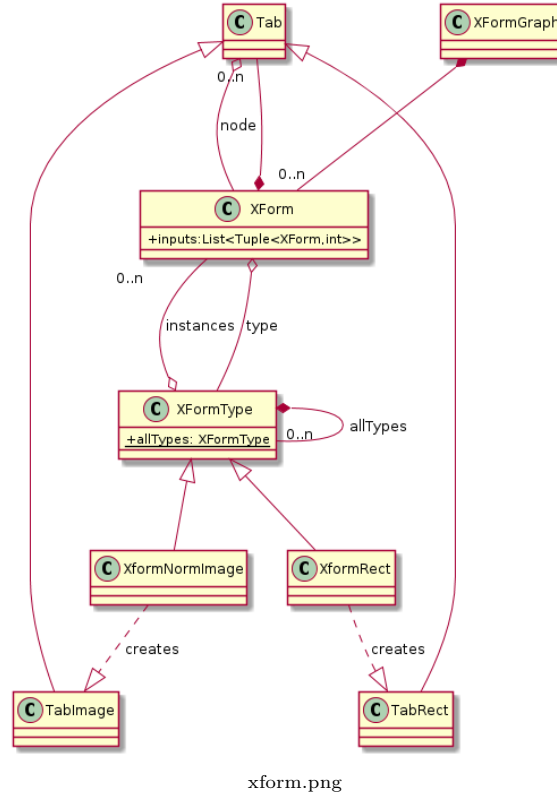 C Tab
C XFormGraph
0..n
node
0..n
C XForm
+inputs:List<Tuple<XForm,int>>
0..n
instances
type
C XFormType
+allTypes: XFormType
0..n
allTypes
C XformNormImage
C XformRect
creates
creates
C TabImage
C TabRect
xform.png